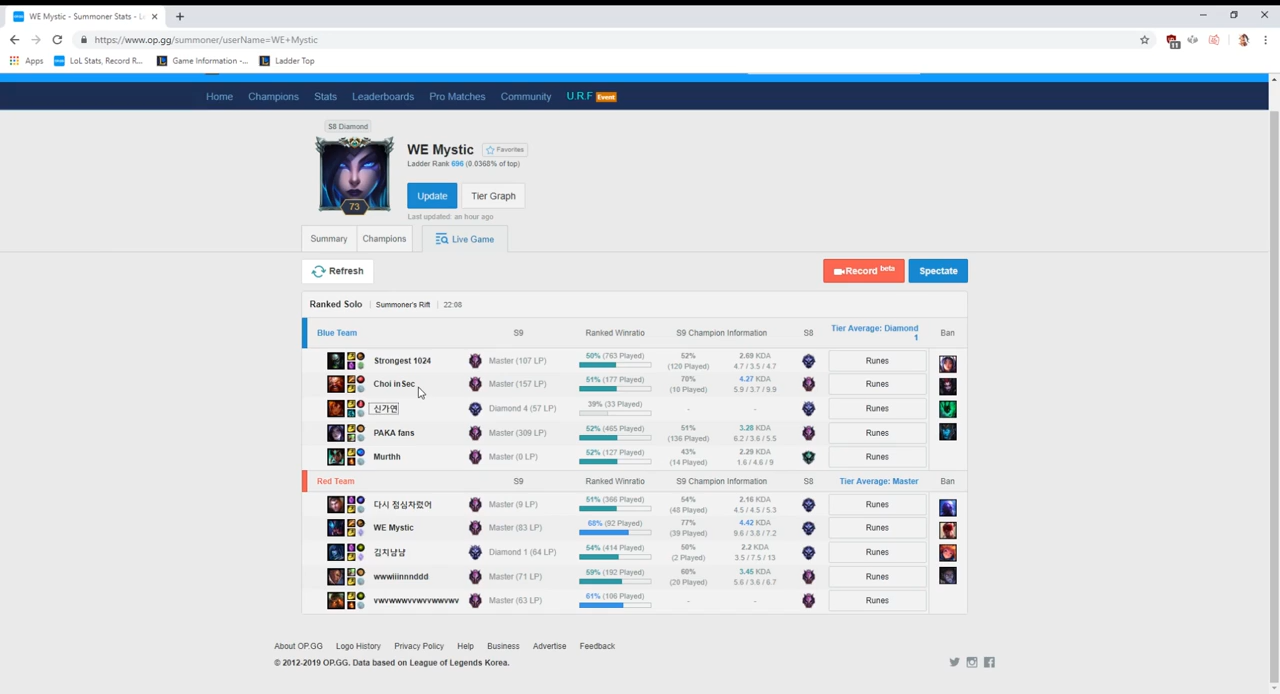 WE Mystic - Summoner Stats - L
https://www.op.gg/summoner/userName=WE+Mystic
11
Apps LoL Stats, Record R... Game Information -... Ladder Top
Home Champions Stats Leaderboards Pro Matches Community U.R.F Event
S8 Diamond
73
WE Mystic Favorites
Ladder Rank 696 (0.0368% of top)
Update Tier Graph
Last updated: an hour ago
Summary Champions Live Game
Refresh Record beta Spectate
Ranked Solo Summoner's Rift 22:08
Blue Team S9 Ranked Winratio S9 Champion Information S8 Tier Average: Diamond 1 Ban
Strongest 1024 Master (107 LP) 50% (763 Played) 52% (120 Played) 2.69 KDA 4.7 / 3.5 / 4.7 Runes
Choi inSec Master (157 LP) 51% (177 Played) 70% (10 Played) 4.27 KDA 5.9 / 3.7 / 9.9 Runes
신가연 Diamond 4 (57 LP) 39% (33 Played) - - Runes
PAKA fans Master (309 LP) 52% (465 Played) 51% (136 Played) 3.28 KDA 6.2 / 3.6 / 5.5 Runes
Murthh Master (0 LP) 52% (127 Played) 43% (14 Played) 2.29 KDA 1.6 / 4.6 / 9 Runes
Red Team S9 Ranked Winratio S9 Champion Information S8 Tier Average: Master Ban
다시 점심차렸어 Master (9 LP) 51% (366 Played) 54% (48 Played) 2.16 KDA 4.5 / 4.5 / 5.3 Runes
WE Mystic Master (83 LP) 68% (92 Played) 77% (39 Played) 4.42 KDA 9.6 / 3.8 / 7.2 Runes
김치냠냠 Diamond 1 (64 LP) 54% (414 Played) 50% (2 Played) 2.2 KDA 3.5 / 7.5 / 13 Runes
wwwiiinnnddd Master (71 LP) 59% (192 Played) 60% (20 Played) 3.45 KDA 5.6 / 3.6 / 6.7 Runes
Master (63 LP) 61% (106 Played) - - Runes
About OP.GG Logo History Privacy Policy Help Business Advertise Feedback
© 2012-2019 OP.GG. Data based on League of Legends Korea.